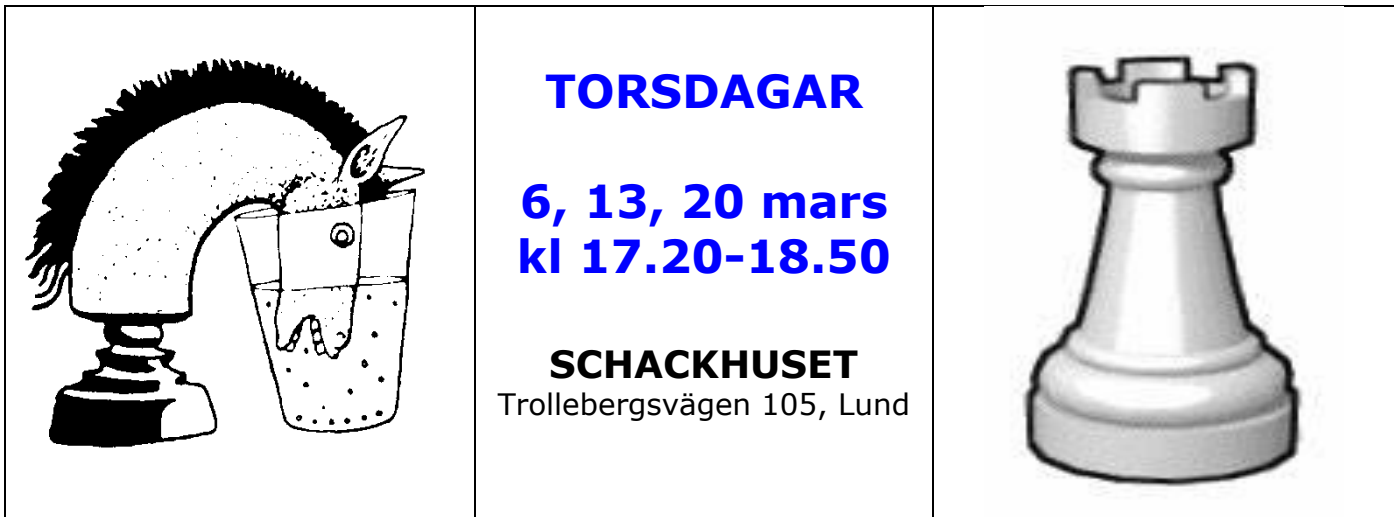 TORSDAGAR
6, 13, 20 mars
kl 17.20-18.50
SCHACKHUSET
Trollebergsvägen 105, Lund